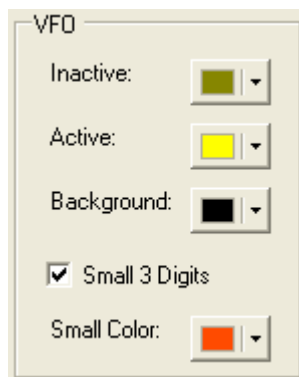 VFO
Inactive:
Active:
Background:
Small 3 Digits
Small Color: